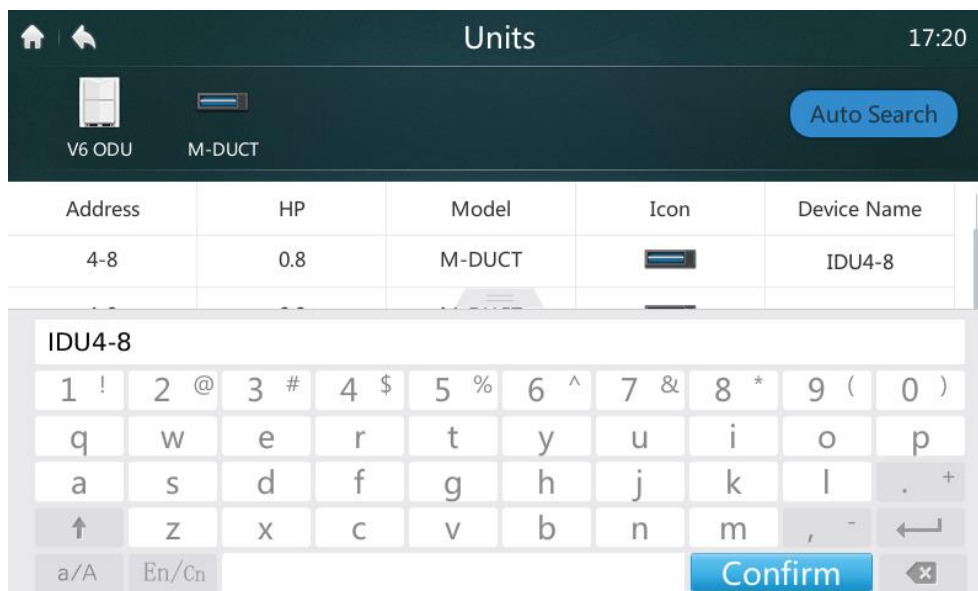 Units 17:20
V6 ODU M-DUCT Auto Search
Address HP Model Icon Device Name
4-8 0.8 M-DUCT IDU4-8
IDU4-8
1 ! 2 @ 3 # 4 $ 5 % 6 ^ 7 & 8 * 9 ( 0 )
q w e r t y u i o p
a s d f g h j k l . +
z x c v b n m , -
a/A En/Cn Confirm